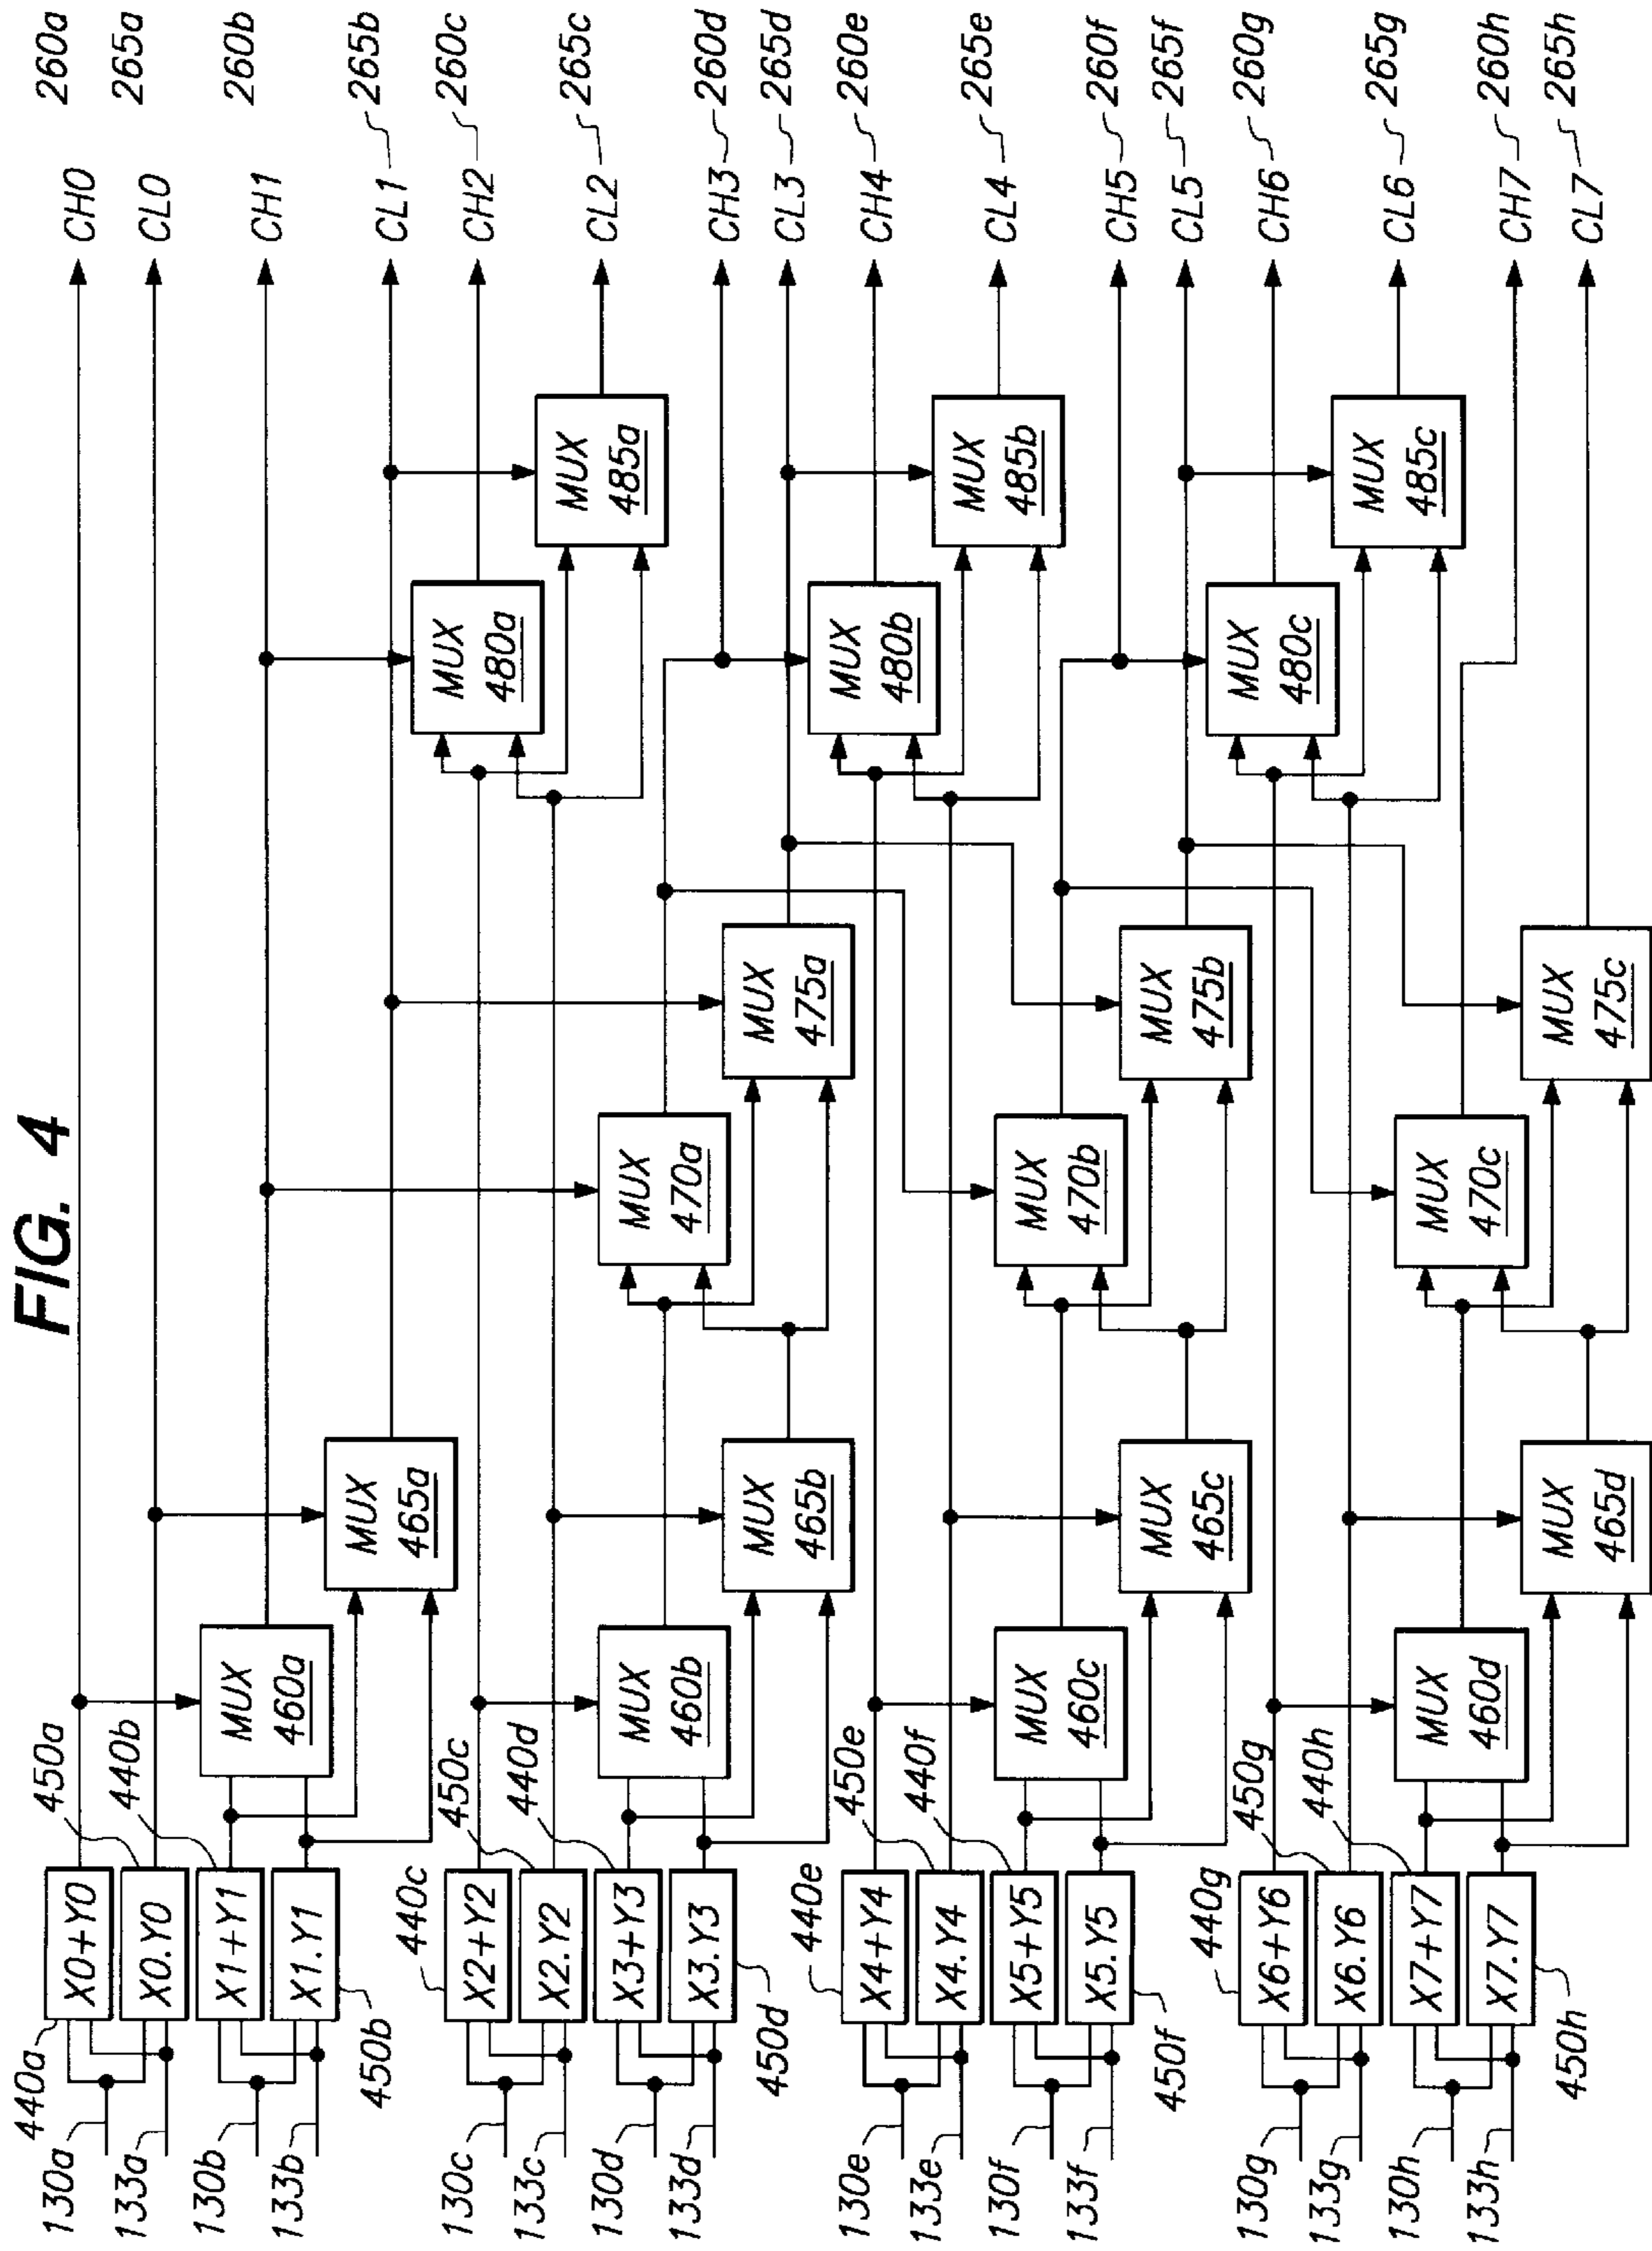 FIG. 4
130a
133a
130b
133b
130c
133c
130d
133d
130e
133e
130f
133f
130g
133g
130h
133h
440a
450b
440c
450d
440e
450f
440g
450h
X0+Y0
X0.Y0
X1+Y1
X1.Y1
X2+Y2
X2.Y2
X3+Y3
X3.Y3
X4+Y4
X4.Y4
X5+Y5
X5.Y5
X6+Y6
X6.Y6
X7+Y7
X7.Y7
450a
440b
450c
440d
450e
440f
450g
440h
MUX
460a
MUX
460b
MUX
460c
MUX
460d
MUX
465a
MUX
465b
MUX
465c
MUX
465d
MUX
470a
MUX
470b
MUX
470c
MUX
475a
MUX
475b
MUX
475c
MUX
480a
MUX
480b
MUX
480c
MUX
485a
MUX
485b
MUX
485c
CH0 260a
CL0 265a
CH1 260b
CL1 265b
CH2 260c
CL2 265c
CH3 260d
CL3 265d
CH4 260e
CL4 265e
CH5 260f
CL5 265f
CH6 260g
CL6 265g
CH7 260h
CL7 265h